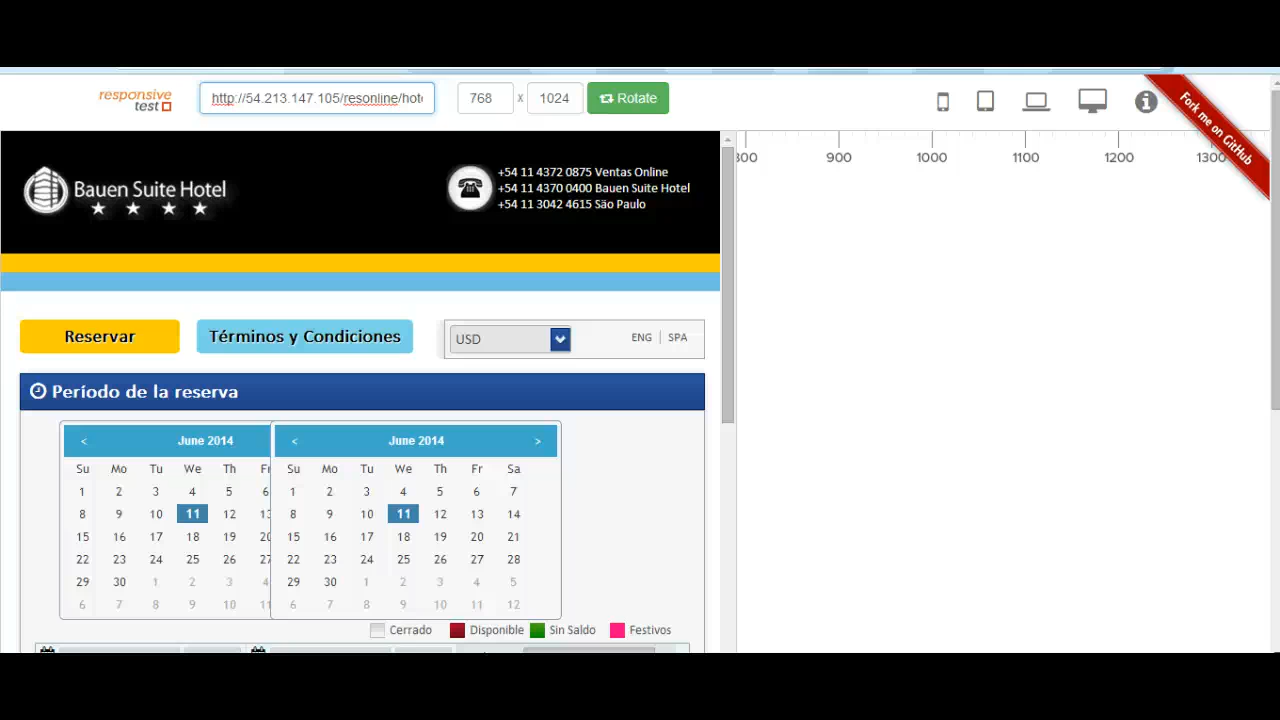 responsive
test
http://54.213.147.105/resonline/hot
768 x 1024 Rotate
Fork me on GitHub
800 900 1000 1100 1200 1300
Bauen Suite Hotel
+54 11 4372 0875 Ventas Online
+54 11 4370 0400 Bauen Suite Hotel
+54 11 3042 4615 São Paulo
Reservar Términos y Condiciones USD ENG | SPA
Período de la reserva
< June 2014 < June 2014 >
Su Mo Tu We Th Fr Su Mo Tu We Th Fr Sa
1 2 3 4 5 6 1 2 3 4 5 6 7
8 9 10 11 12 13 8 9 10 11 12 13 14
15 16 17 18 19 20 15 16 17 18 19 20 21
22 23 24 25 26 27 22 23 24 25 26 27 28
29 30 1 2 3 4 29 30 1 2 3 4 5
6 7 8 9 10 11 6 7 8 9 10 11 12
Cerrado Disponible Sin Saldo Festivos